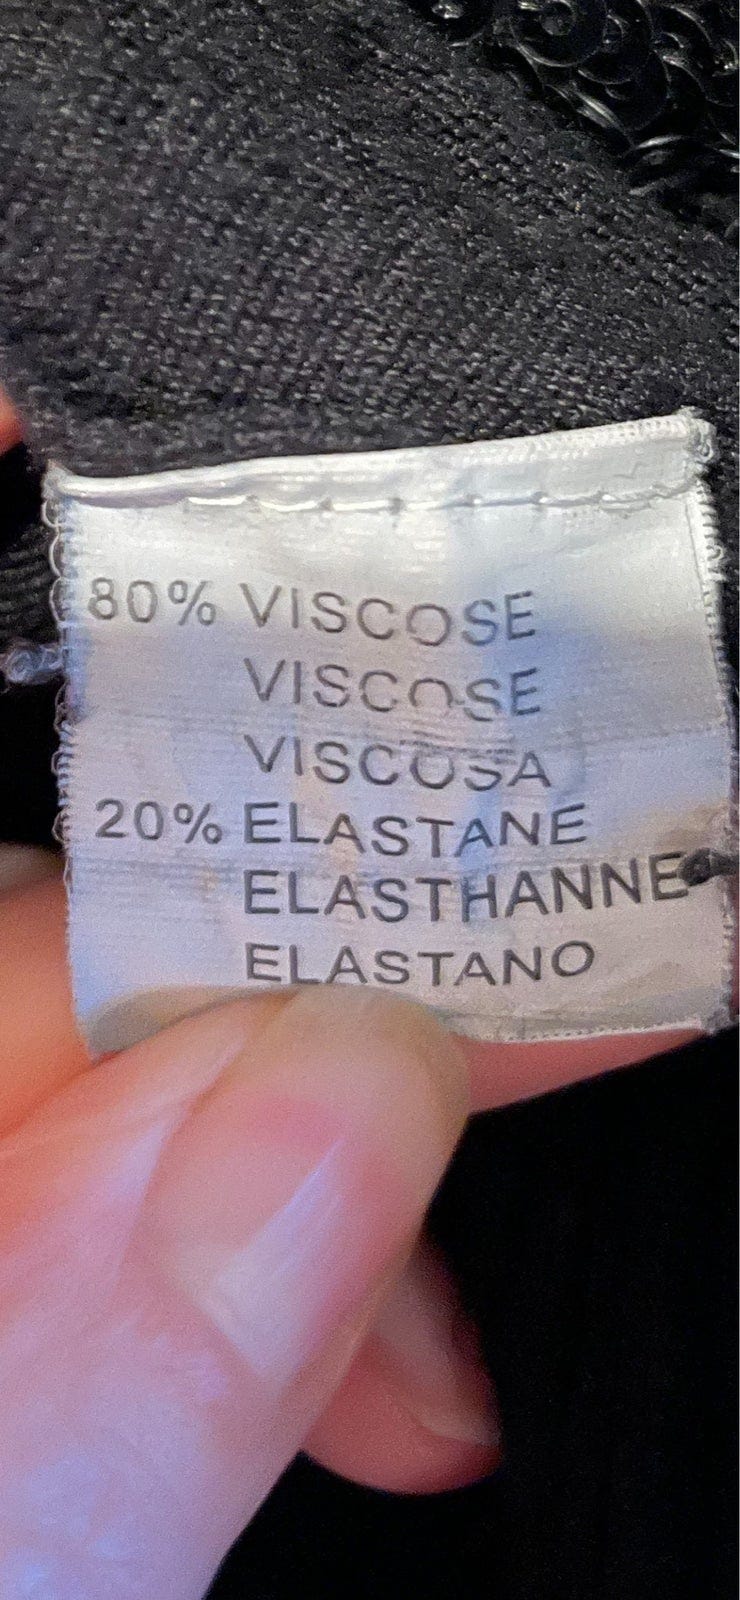 80% VISCOSE
VISCOSE
VISCOSA
20% ELASTANE
ELASTHANNE
ELASTANO